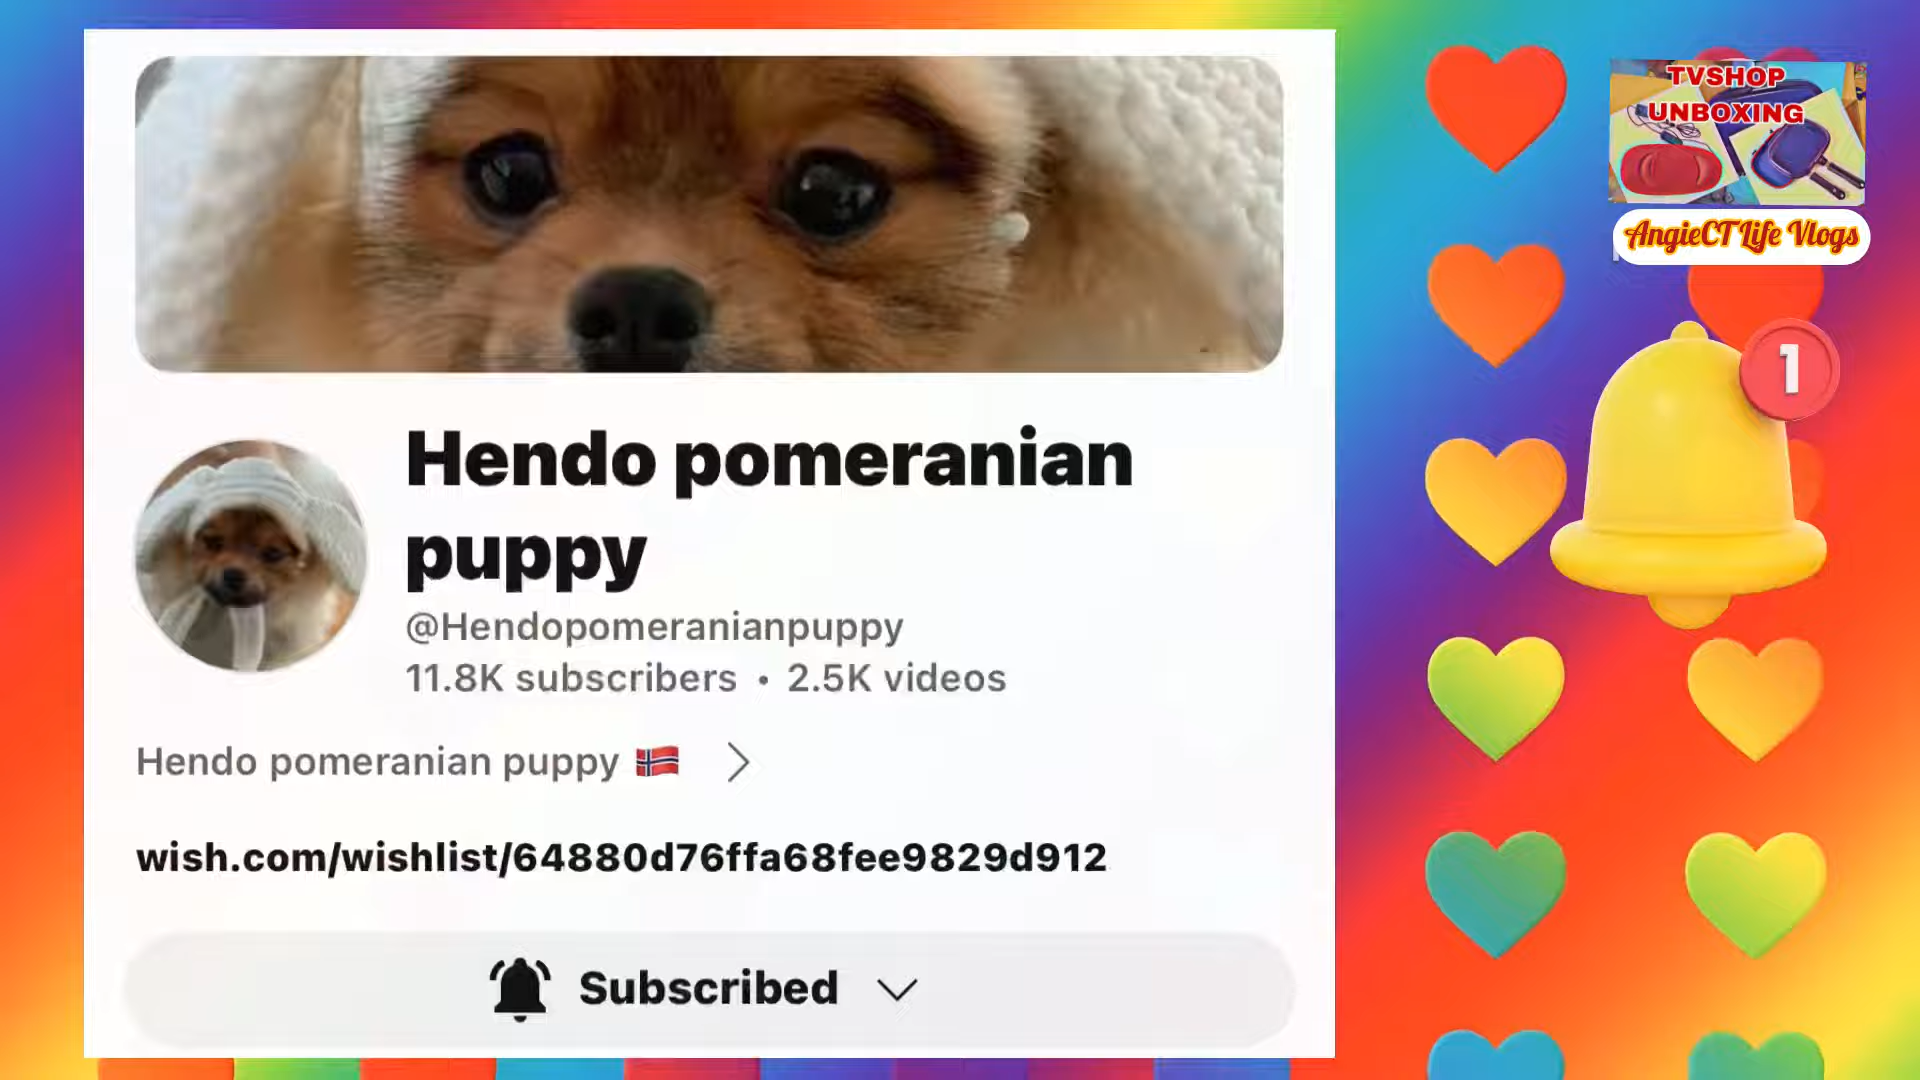 Hendo pomeranian
puppy
@Hendopomeranianpuppy
11.8K subscribers • 2.5K videos
Hendo pomeranian puppy 🇳🇴 >
wish.com/wishlist/64880d76ffa68fee9829d912
Subscribed
TVSHOP
UNBOXING
AngieCT Life Vlogs
1